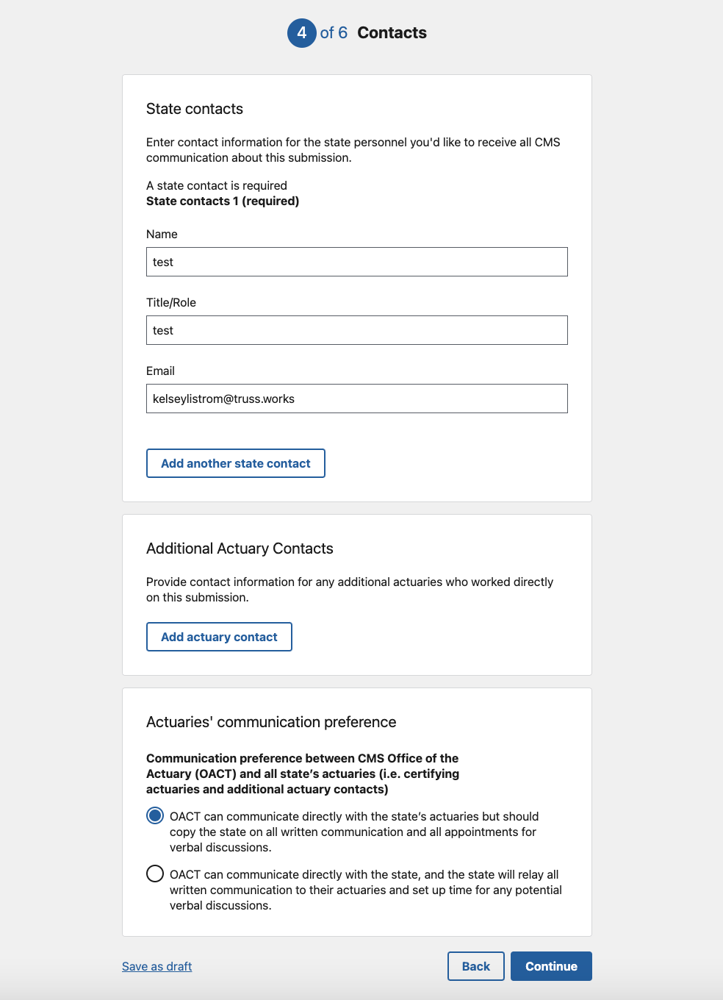 4 of 6 Contacts
State contacts
Enter contact information for the state personnel you'd like to receive all CMS
communication about this submission.
A state contact is required
State contacts 1 (required)
Name
test
Title/Role
test
Email
kelseylistrom@truss.works
Add another state contact
Additional Actuary Contacts
Provide contact information for any additional actuaries who worked directly
on this submission.
Add actuary contact
Actuaries' communication preference
Communication preference between CMS Office of the
Actuary (OACT) and all state’s actuaries (i.e. certifying
actuaries and additional actuary contacts)
OACT can communicate directly with the state’s actuaries but should
copy the state on all written communication and all appointments for
verbal discussions.
OACT can communicate directly with the state, and the state will relay all
written communication to their actuaries and set up time for any potential
verbal discussions.
Save as draft
Back
Continue